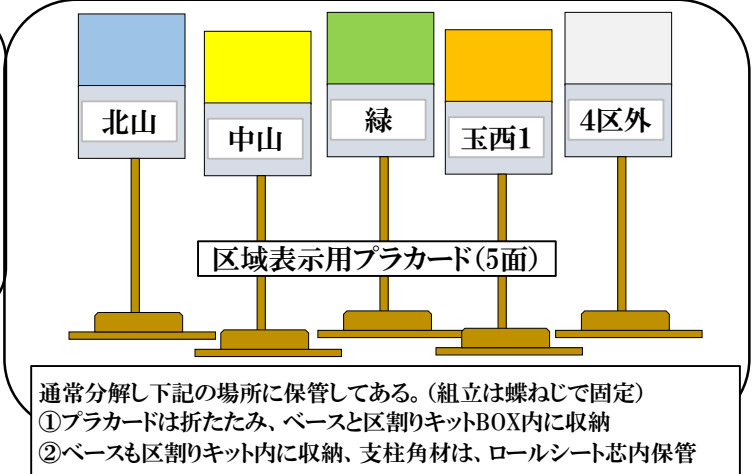 北山
中山
緑
玉西1
4区外
区域表示用プラカード(5面)
通常分解し下記の場所に保管してある。(組立は蝶ねじで固定)
①プラカードは折たたみ、ベースと区割りキットBOX内に収納
②ベースも区割りキット内に収納、支柱角材は、ロールシート芯内保管